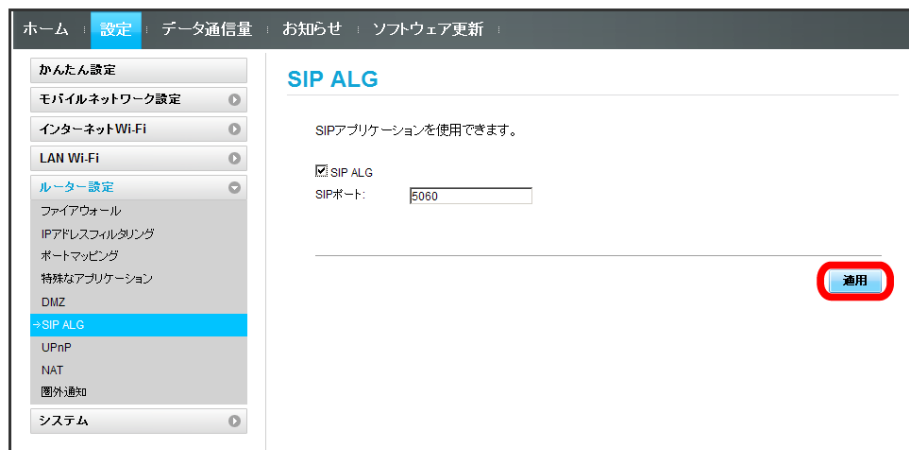 ホーム 設定 データ通信量 お知らせ ソフトウェア更新
かんたん設定
モバイルネットワーク設定
インターネットWi-Fi
LAN Wi-Fi
ルーター設定
ファイアウォール
IPアドレスフィルタリング
ポートマッピング
特殊なアプリケーション
DMZ
→SIP ALG
UPnP
NAT
圏外通知
システム
SIP ALG
SIPアプリケーションを使用できます。
SIP ALG
SIPポート: 5060
適用